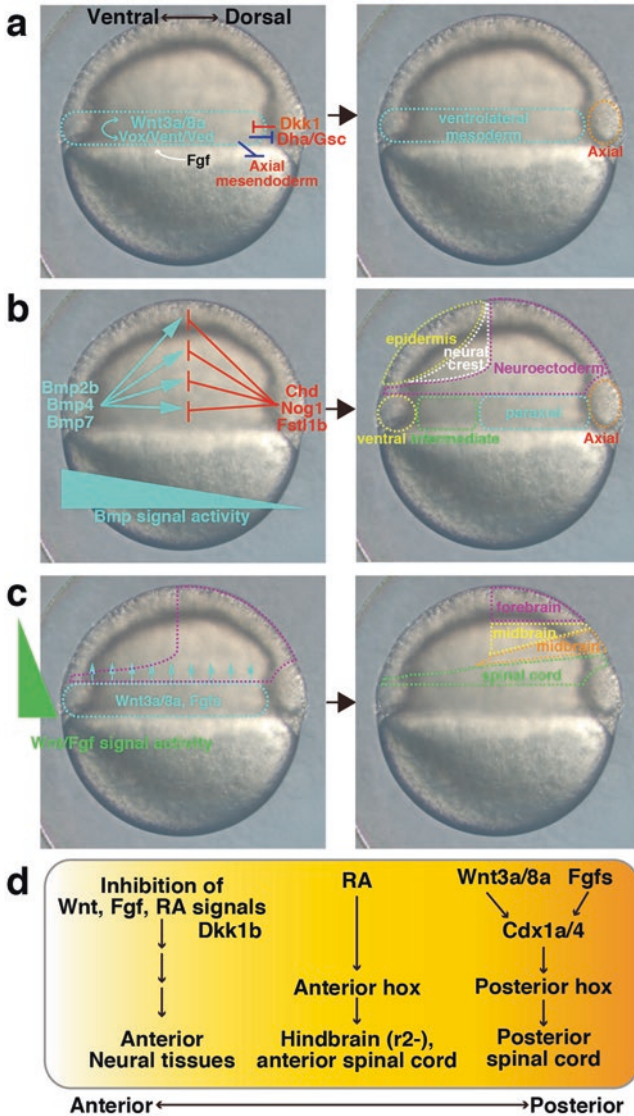 a
Ventral Dorsal
Wnt3a/8a
Vox/Vent/Ved
Dkk1
Dha/Gsc
Fgf
Axial
mesendoderm
ventrolataral
mesoderm
Axial
b
Bmp2b
Bmp4
Bmp7
Chd
Nog1
Fstl1b
Bmp signal activity
epidermis
neural
crest
Neuroectoderm
ventral
intermediate
paraxial
Axial
c
Wnt3a/8a, Fgfs
Wnt/Fgf signal activity
forebrain
midbrain
midbrain
spinal cord
d
Inhibition of
Wnt, Fgf, RA signals
Dkk1b
Anterior
Neural tissues
RA
Anterior hox
Hindbrain (r2-),
anterior spinal cord
Wnt3a/8a Fgfs
Cdx1a/4
Posterior hox
Posterior
spinal cord
Anterior Posterior